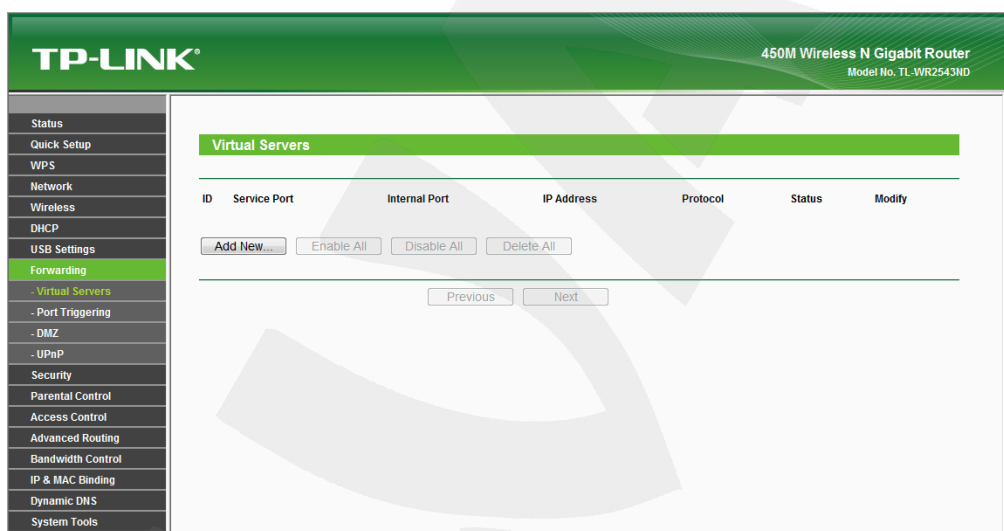 TP-LINK®
450M Wireless N Gigabit Router
Model No. TL-WR2543ND
Status
Quick Setup
WPS
Network
Wireless
DHCP
USB Settings
Forwarding
- Virtual Servers
- Port Triggering
- DMZ
- UPnP
Security
Parental Control
Access Control
Advanced Routing
Bandwidth Control
IP & MAC Binding
Dynamic DNS
System Tools
Virtual Servers
ID Service Port Internal Port IP Address Protocol Status Modify
Add New... Enable All Disable All Delete All
Previous Next